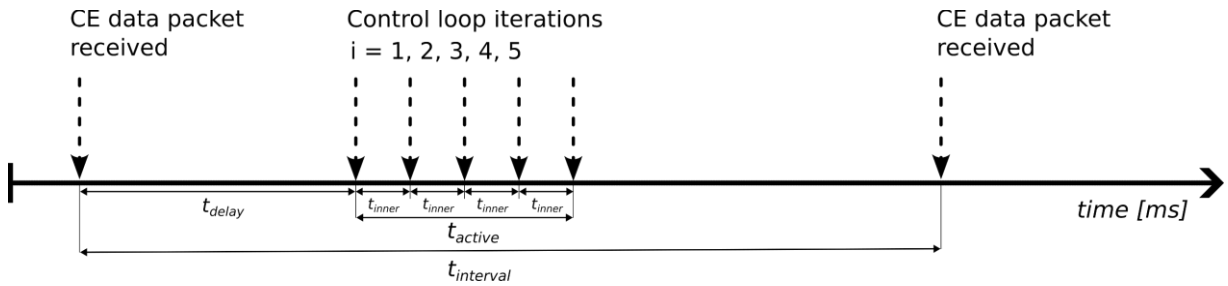 CE data packet
received
Control loop iterations
i = 1, 2, 3, 4, 5
CE data packet
received
t_delay
t_inner t_inner t_inner t_inner
t_active
time [ms]
t_interval